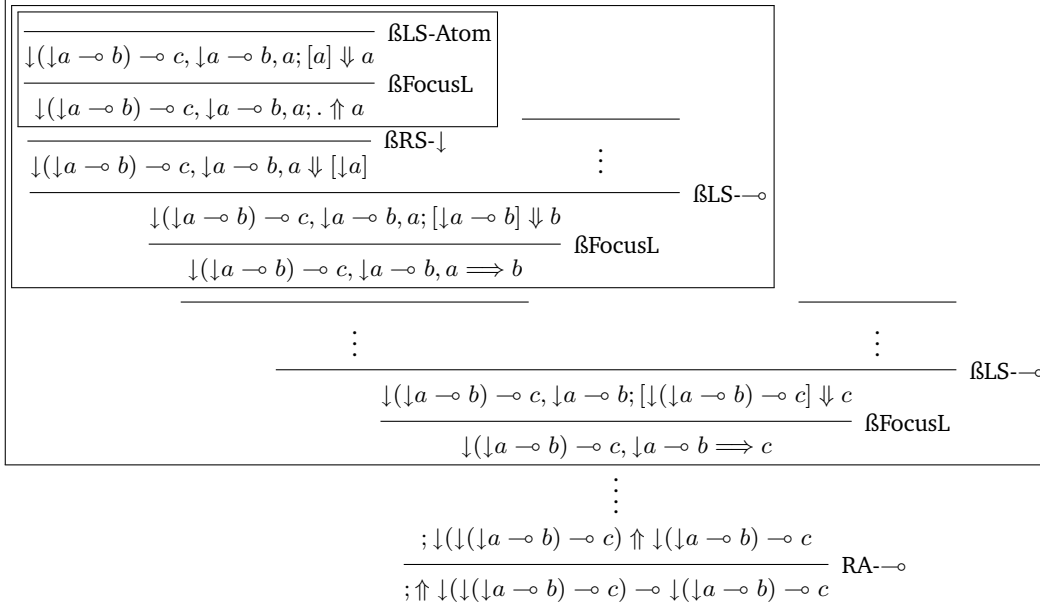 ßLS-Atom
↓(↓a ⊸ b) ⊸ c, ↓a ⊸ b, a; [a] ⇓ a
ßFocusL
↓(↓a ⊸ b) ⊸ c, ↓a ⊸ b, a; . ⇑ a
ßRS-↓
↓(↓a ⊸ b) ⊸ c, ↓a ⊸ b, a ⇓ [↓a]
⋮
ßLS-⊸
↓(↓a ⊸ b) ⊸ c, ↓a ⊸ b, a; [↓a ⊸ b] ⇓ b
ßFocusL
↓(↓a ⊸ b) ⊸ c, ↓a ⊸ b, a ⟹ b
⋮ ⋮
ßLS-⊸
↓(↓a ⊸ b) ⊸ c, ↓a ⊸ b; [↓(↓a ⊸ b) ⊸ c] ⇓ c
ßFocusL
↓(↓a ⊸ b) ⊸ c, ↓a ⊸ b ⟹ c
⋮
; ↓(↓(↓a ⊸ b) ⊸ c) ⇑ ↓(↓a ⊸ b) ⊸ c
RA-⊸
; ⇑ ↓(↓(↓a ⊸ b) ⊸ c) ⊸ ↓(↓a ⊸ b) ⊸ c